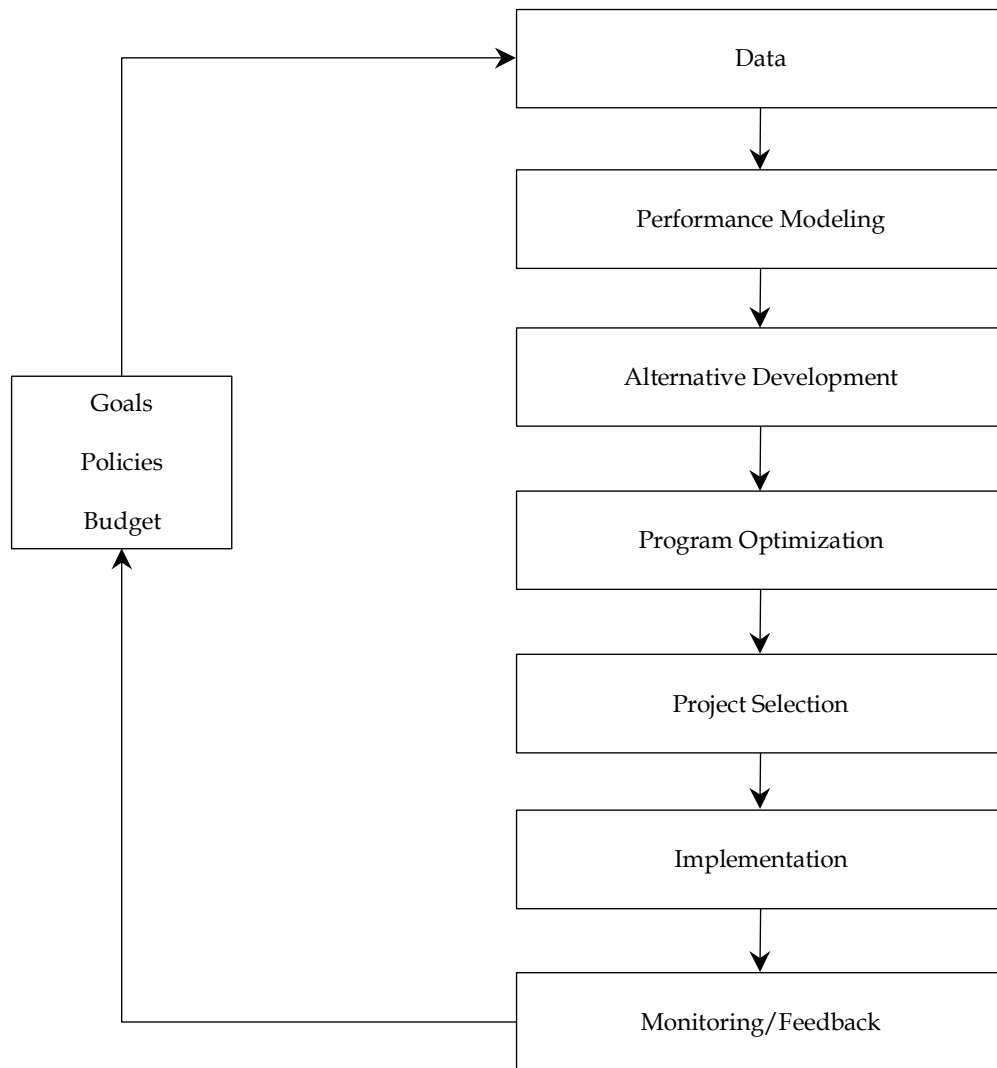 Data
Performance Modeling
Alternative Development
Goals
Policies
Budget
Program Optimization
Project Selection
Implementation
Monitoring/Feedback